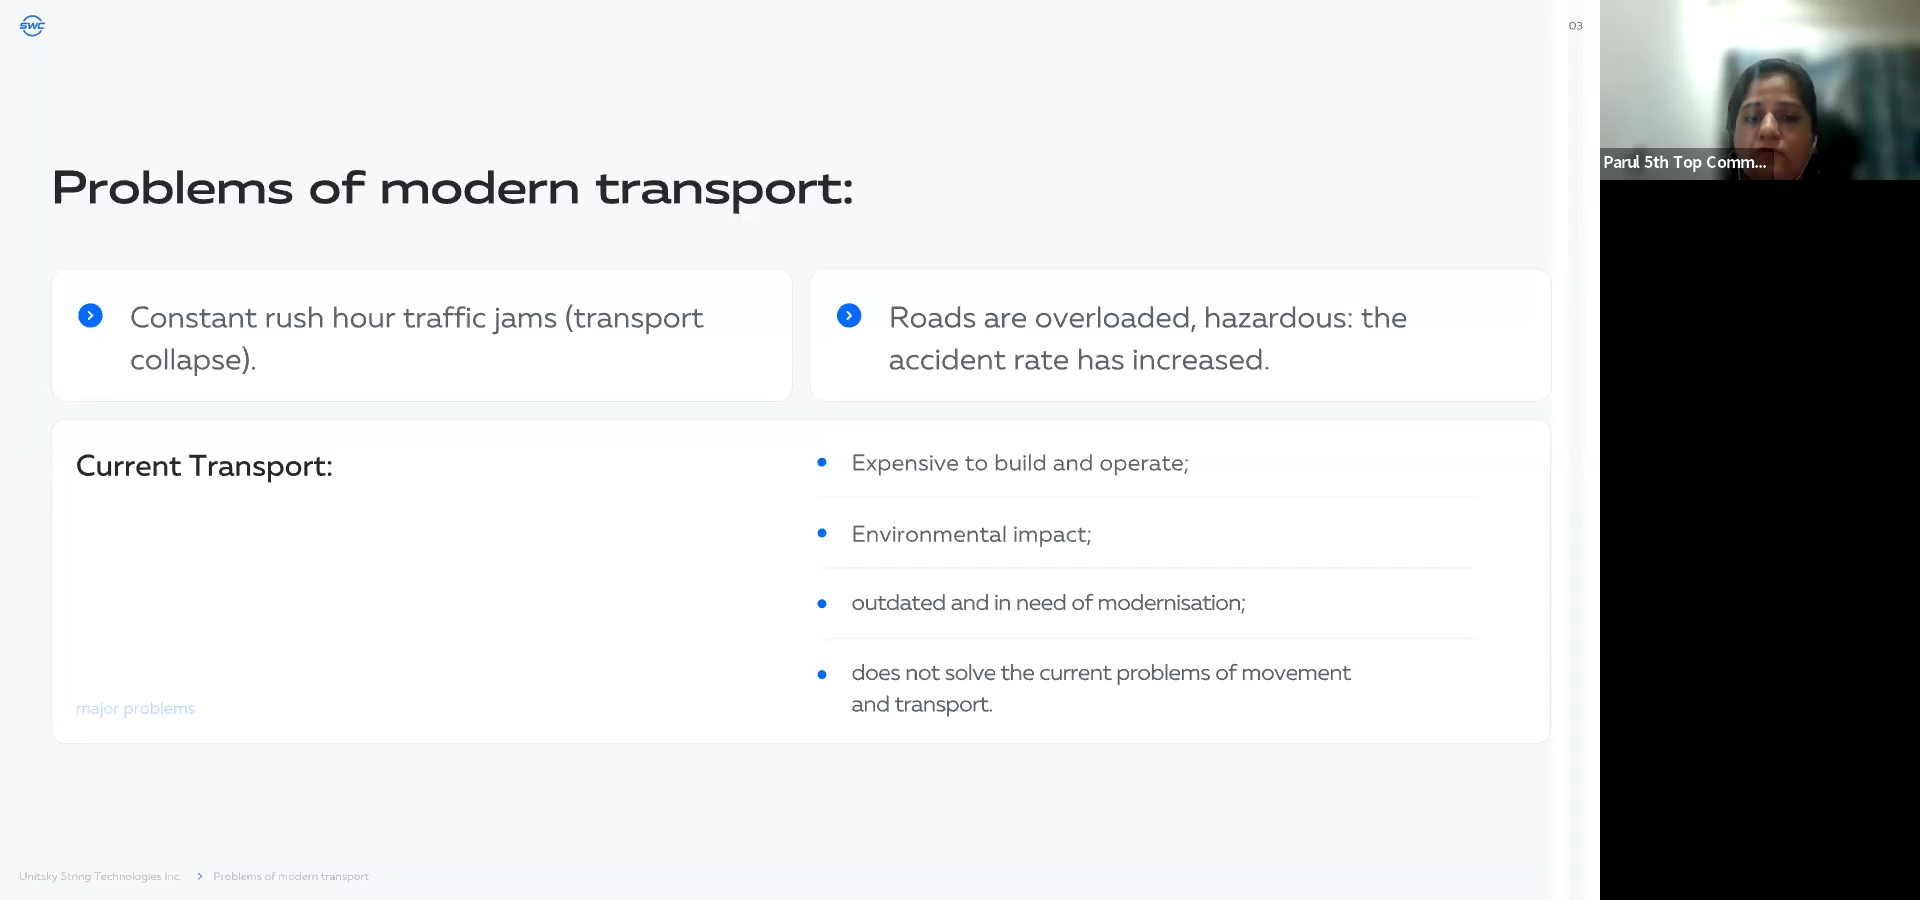 SWC
03
Problems of modern transport:
Constant rush hour traffic jams (transport
collapse).
Roads are overloaded, hazardous: the
accident rate has increased.
Current Transport:
major problems
Expensive to build and operate;
Environmental impact;
outdated and in need of modernisation;
does not solve the current problems of movement
and transport.
Unitsky String Technologies Inc. > Problems of modern transport
Parul 5th Top Comm...